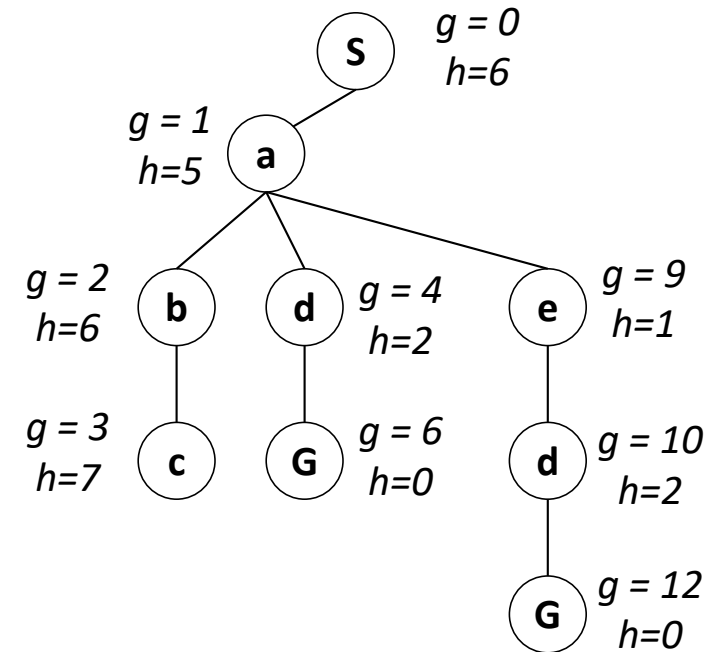 S
g = 0
h=6
g = 1
h=5
a
g = 2
h=6
b
d
g = 4
h=2
e
g = 9
h=1
g = 3
h=7
c
G
g = 6
h=0
d
g = 10
h=2
G
g = 12
h=0